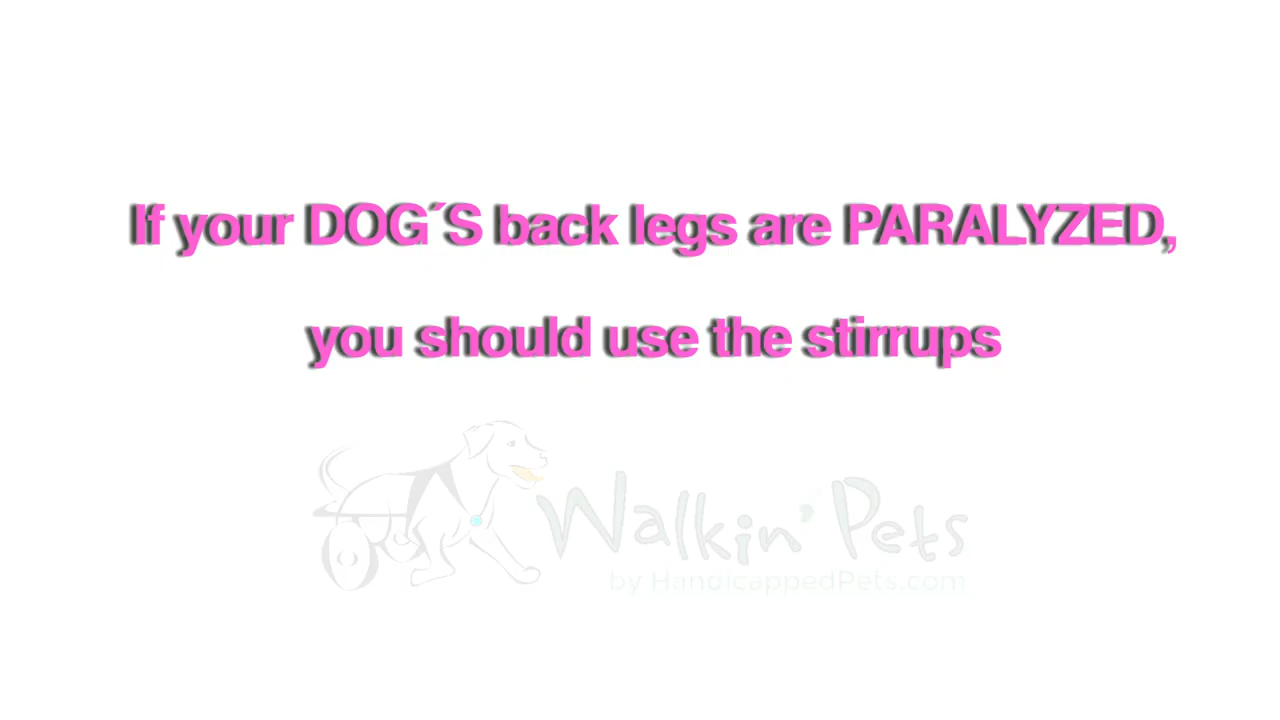 If your DOG´S back legs are PARALYZED,
you should use the stirrups
Walkin' Pets
by HandicappedPets.com